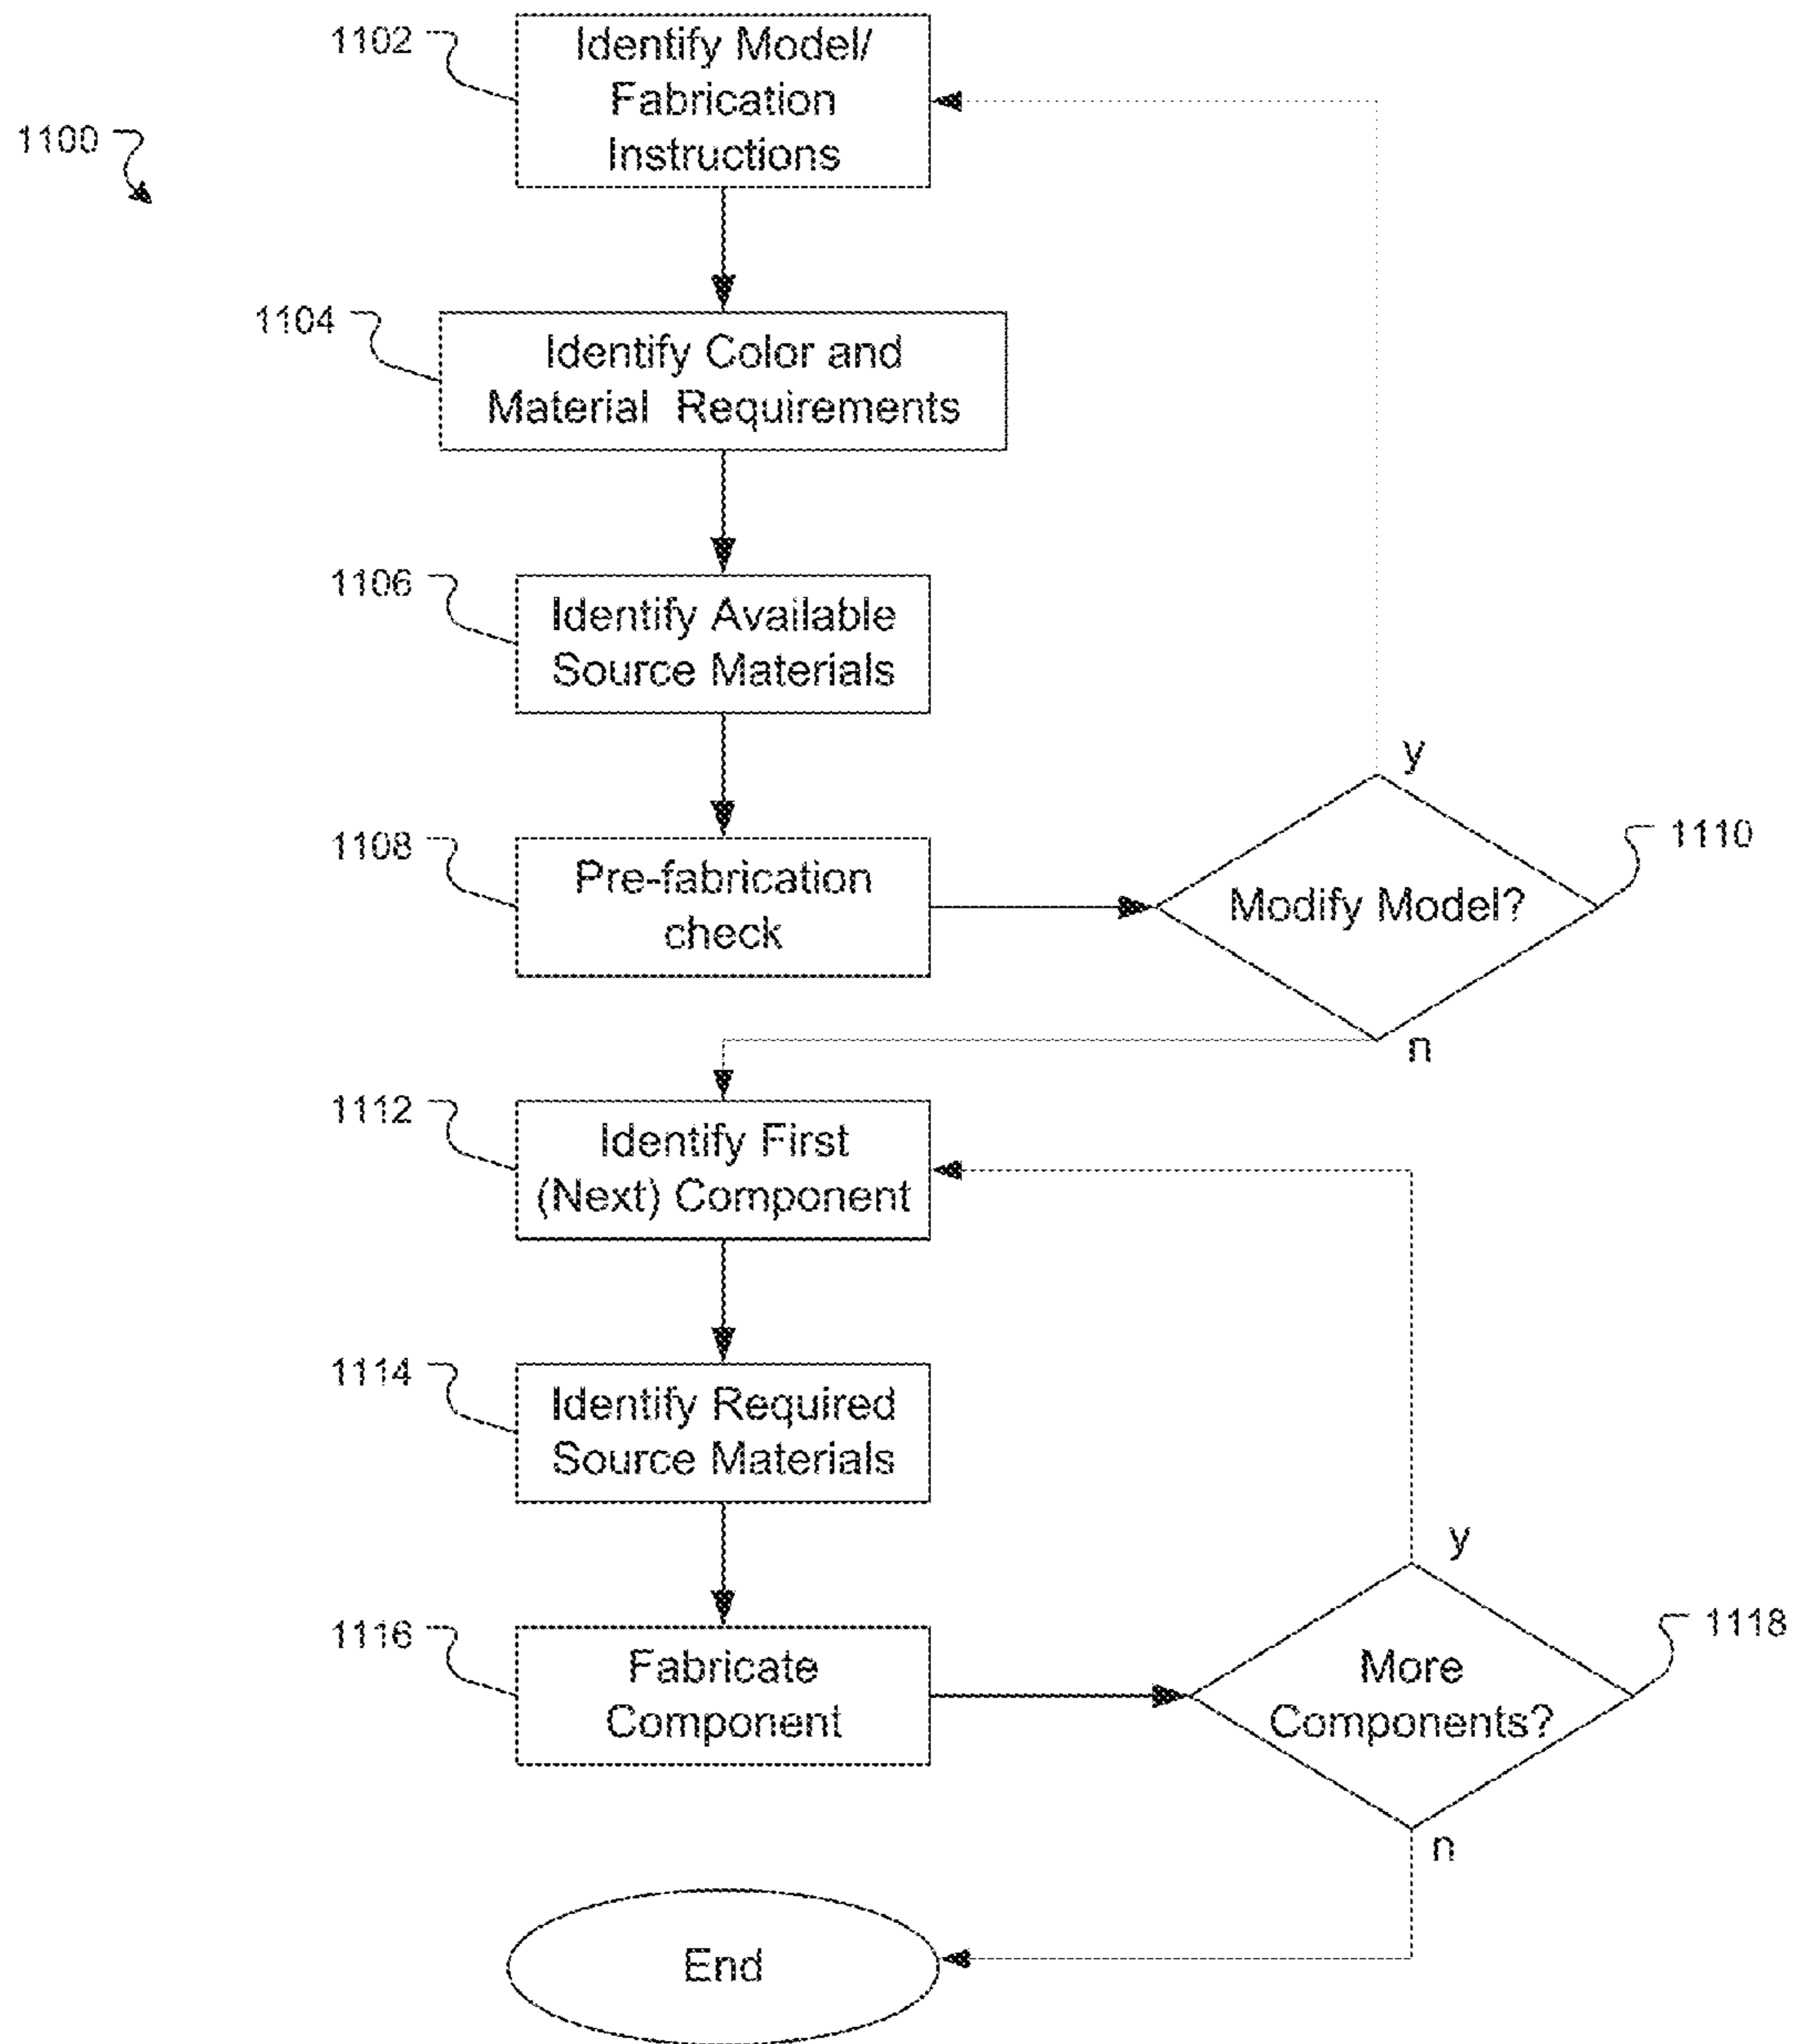 1102
Identify Model/
Fabrication
Instructions
1100
1104
Identify Color and
Material Requirements
1106
Identify Available
Source Materials
y
1108
Pre-fabrication
check
Modify Model?
1110
n
1112
Identify First
(Next) Component
1114
Identify Required
Source Materials
y
1116
Fabricate
Component
More
Components?
1118
n
End